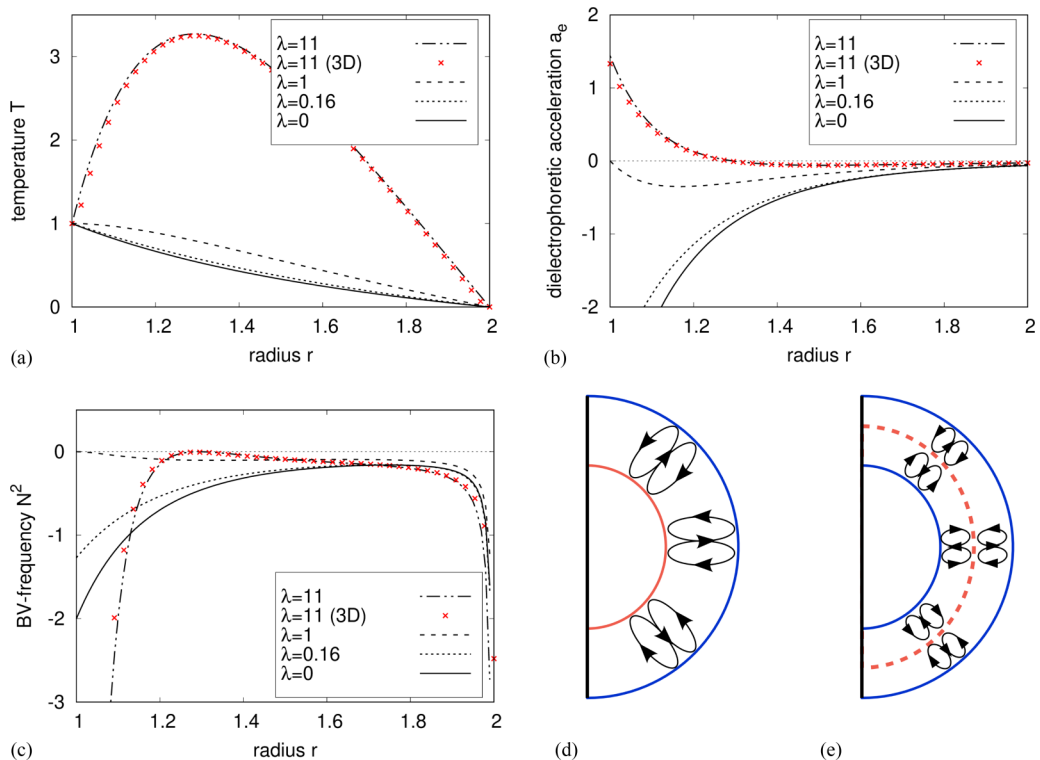 3
2
1
0
1
1.2
1.4
1.6
1.8
2
temperature T
radius r
λ=11
λ=11 (3D)
λ=1
λ=0.16
λ=0
(a)
2
1
0
-1
-2
1
1.2
1.4
1.6
1.8
2
dielectrophoretic acceleration aₑ
radius r
λ=11
λ=11 (3D)
λ=1
λ=0.16
λ=0
(b)
0
-1
-2
-3
1
1.2
1.4
1.6
1.8
2
BV-frequency N²
radius r
λ=11
λ=11 (3D)
λ=1
λ=0.16
λ=0
(c)
(d)
(e)